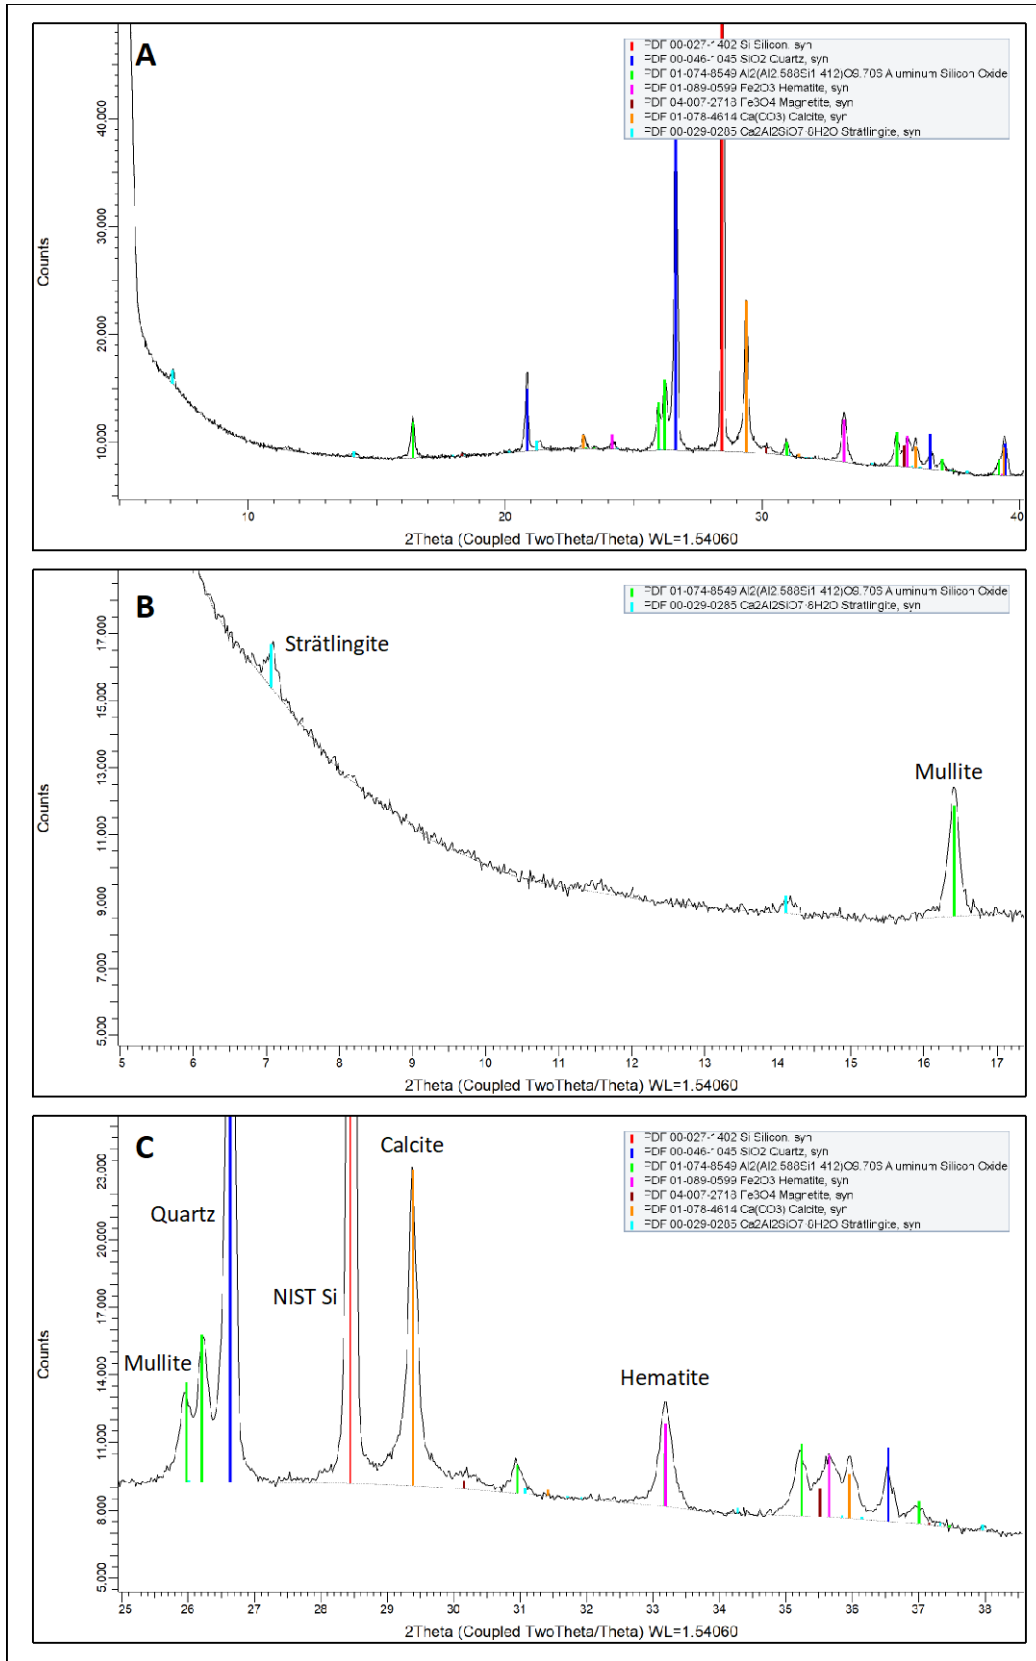 A
PDF 00-027-1402 Si Silicon, syn
PDF 00-046-1045 SiO2 Quartz, syn
PDF 01-074-8549 Al2(Al2.588Si1.412)O9.706 Aluminum Silicon Oxide
PDF 01-089-0599 Fe2O3 Hematite, syn
PDF 04-007-2718 Fe3O4 Magnetite, syn
PDF 01-078-4614 Ca(CO3) Calcite, syn
PDF 00-029-0285 Ca2Al2SiO7·8H2O Strätlingite, syn
Counts
40,000
30,000
20,000
10,000
10 20 30 40
2Theta (Coupled TwoTheta/Theta) WL=1.54060
B
PDF 01-074-8549 Al2(Al2.588Si1.412)O9.706 Aluminum Silicon Oxide
PDF 00-029-0285 Ca2Al2SiO7·8H2O Strätlingite, syn
Strätlingite
Mullite
Counts
17,000
15,000
13,000
11,000
9,000
7,000
5,000
5 6 7 8 9 10 11 12 13 14 15 16 17
2Theta (Coupled TwoTheta/Theta) WL=1.54060
C
PDF 00-027-1402 Si Silicon, syn
PDF 00-046-1045 SiO2 Quartz, syn
PDF 01-074-8549 Al2(Al2.588Si1.412)O9.706 Aluminum Silicon Oxide
PDF 01-089-0599 Fe2O3 Hematite, syn
PDF 04-007-2718 Fe3O4 Magnetite, syn
PDF 01-078-4614 Ca(CO3) Calcite, syn
PDF 00-029-0285 Ca2Al2SiO7·8H2O Strätlingite, syn
Calcite
Quartz
NIST Si
Mullite
Hematite
Counts
23,000
20,000
17,000
14,000
11,000
8,000
5,000
25 26 27 28 29 30 31 32 33 34 35 36 37 38
2Theta (Coupled TwoTheta/Theta) WL=1.54060